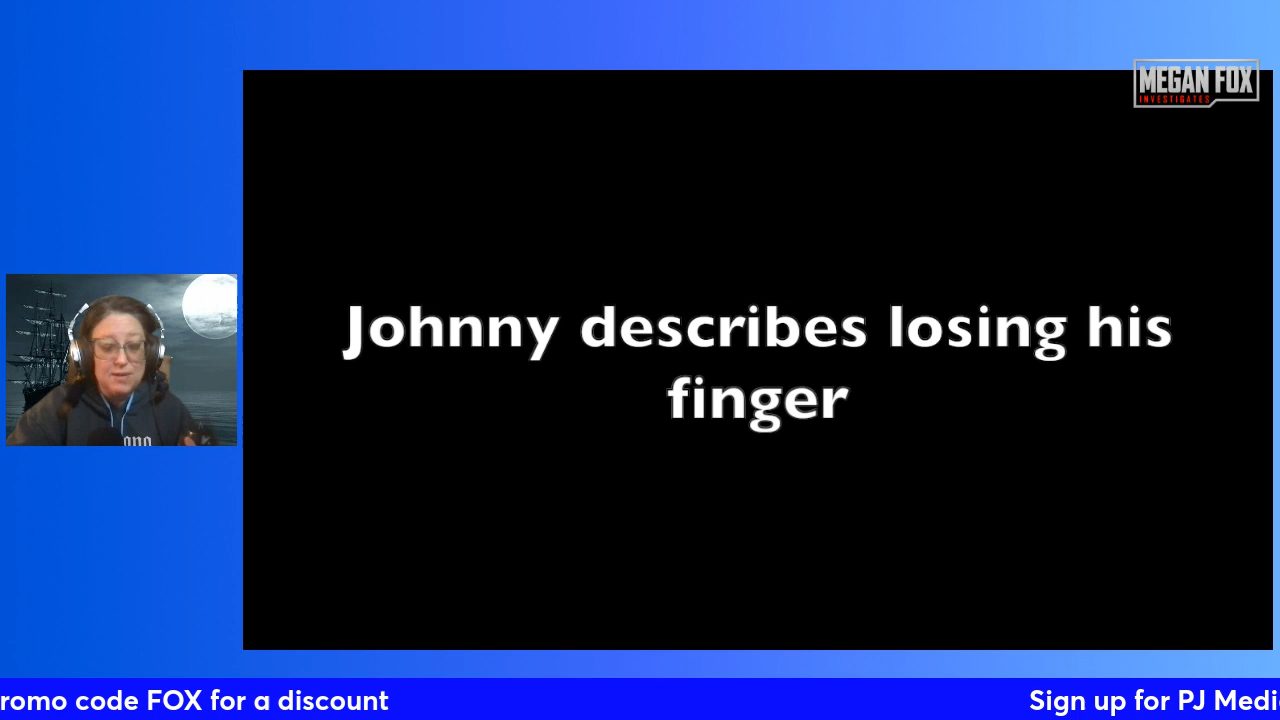 MEGAN FOX
INVESTIGATES
Johnny describes losing his
finger
romo code FOX for a discount
Sign up for PJ Medi